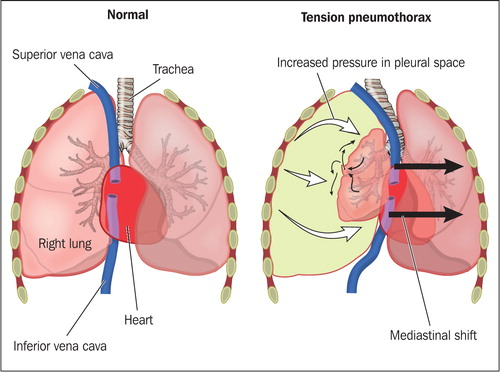 Normal
Superior vena cava
Trachea
Right lung
Heart
Inferior vena cava
Tension pneumothorax
Increased pressure in pleural space
Mediastinal shift